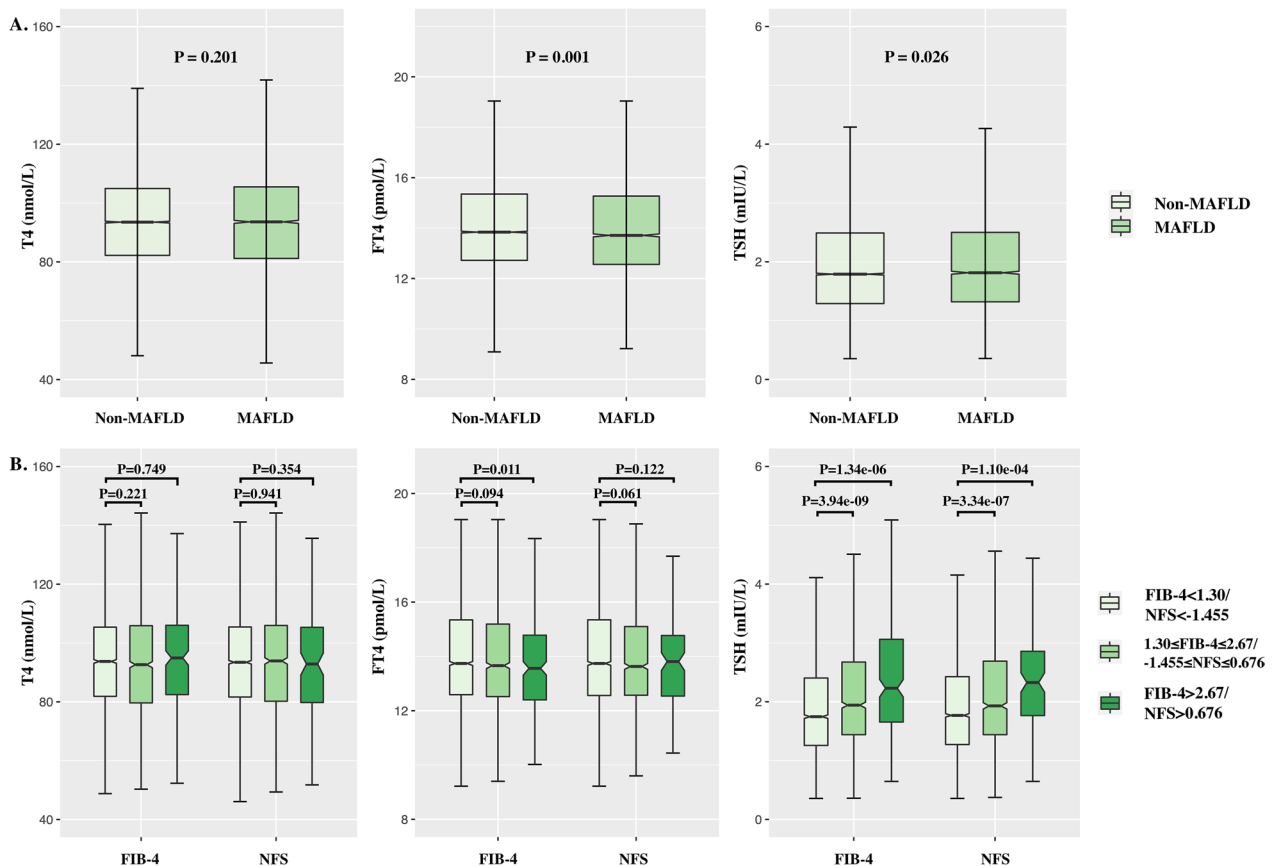 A.
P = 0.201
P = 0.001
P = 0.026
160
120
80
40
T4 (nmol/L)
Non-MAFLD MAFLD
20
16
12
8
FT4 (pmol/L)
Non-MAFLD MAFLD
6
4
2
0
TSH (mIU/L)
Non-MAFLD MAFLD
Non-MAFLD
MAFLD
B.
P=0.749 P=0.354
P=0.221 P=0.941
160
120
80
40
T4 (nmol/L)
FIB-4 NFS
P=0.011 P=0.122
P=0.094 P=0.061
20
16
12
8
FT4 (pmol/L)
FIB-4 NFS
P=1.34e-06 P=1.10e-04
P=3.94e-09 P=3.34e-07
6
4
2
0
TSH (mIU/L)
FIB-4 NFS
FIB-4<1.30/
NFS<-1.455
1.30≤FIB-4≤2.67/
-1.455≤NFS≤0.676
FIB-4>2.67/
NFS>0.676